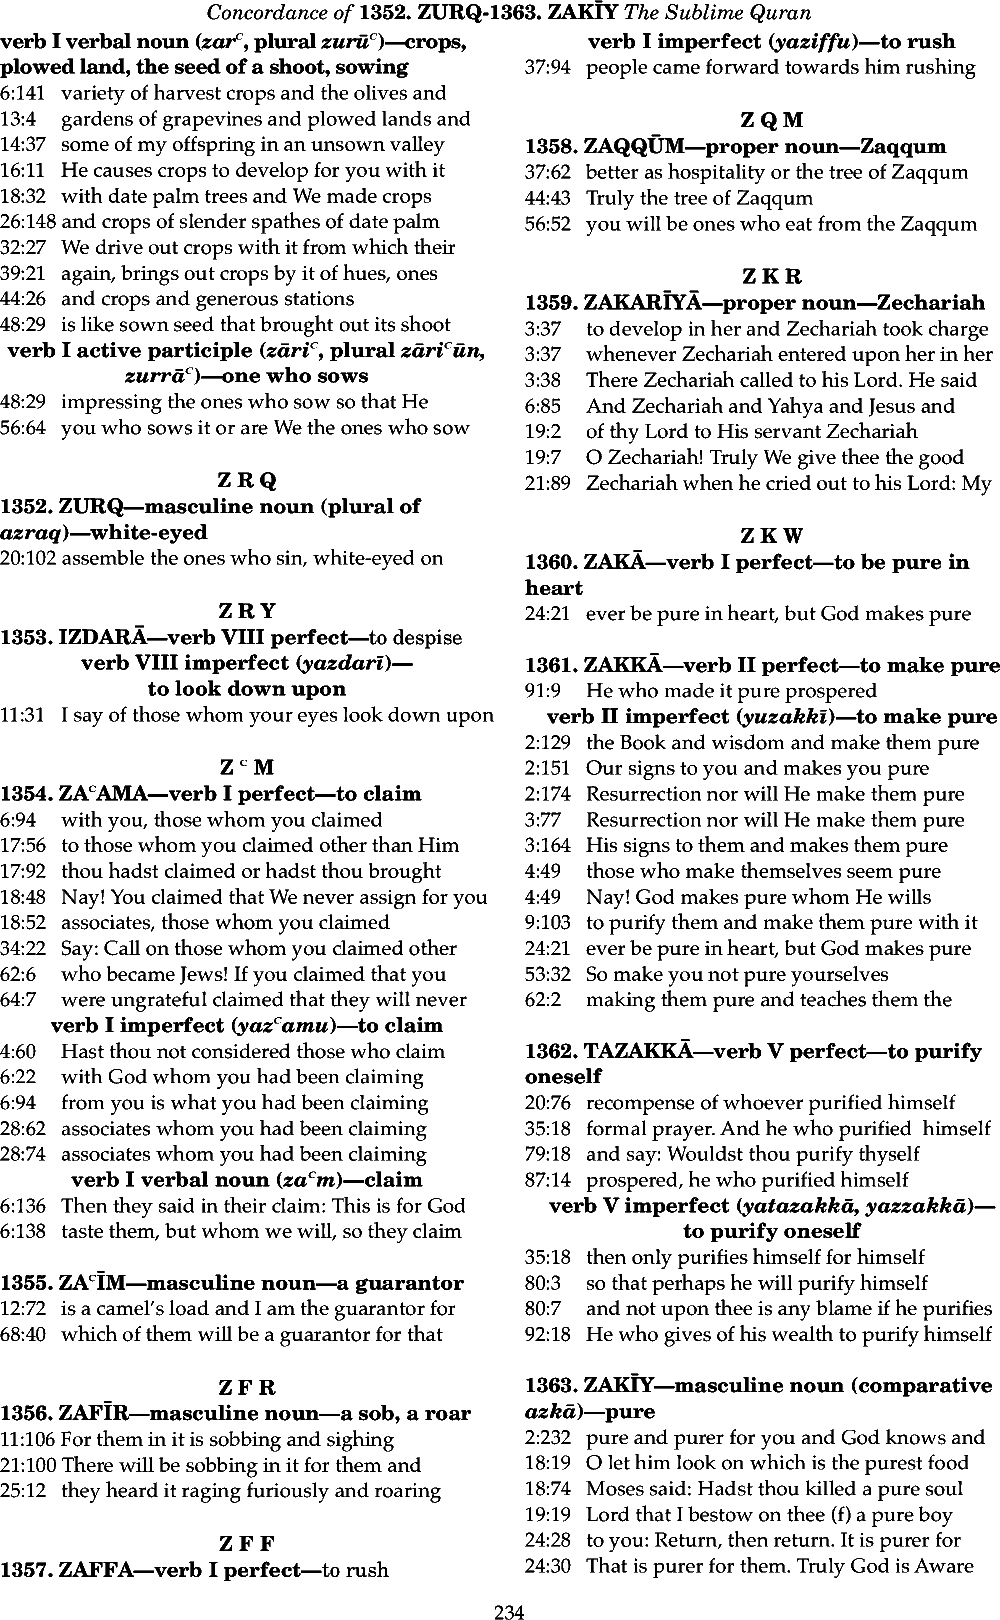 Concordance of 1352. ZURQ-1363. ZAKĪY The Sublime Quran
verb I verbal noun (zarᶜ, plural zurūᶜ)—crops,
plowed land, the seed of a shoot, sowing
6:141 variety of harvest crops and the olives and
13:4 gardens of grapevines and plowed lands and
14:37 some of my offspring in an unsown valley
16:11 He causes crops to develop for you with it
18:32 with date palm trees and We made crops
26:148 and crops of slender spathes of date palm
32:27 We drive out crops with it from which their
39:21 again, brings out crops by it of hues, ones
44:26 and crops and generous stations
48:29 is like sown seed that brought out its shoot
verb I active participle (zāriᶜ, plural zāriᶜūn,
zurrāᶜ)—one who sows
48:29 impressing the ones who sow so that He
56:64 you who sows it or are We the ones who sow
Z R Q
1352. ZURQ—masculine noun (plural of
azraq)—white-eyed
20:102 assemble the ones who sin, white-eyed on
Z R Y
1353. IZDARĀ—verb VIII perfect—to despise
verb VIII imperfect (yazdarī)—
to look down upon
11:31 I say of those whom your eyes look down upon
Z ᶜ M
1354. ZAᶜAMA—verb I perfect—to claim
6:94 with you, those whom you claimed
17:56 to those whom you claimed other than Him
17:92 thou hadst claimed or hadst thou brought
18:48 Nay! You claimed that We never assign for you
18:52 associates, those whom you claimed
34:22 Say: Call on those whom you claimed other
62:6 who became Jews! If you claimed that you
64:7 were ungrateful claimed that they will never
verb I imperfect (yazᶜamu)—to claim
4:60 Hast thou not considered those who claim
6:22 with God whom you had been claiming
6:94 from you is what you had been claiming
28:62 associates whom you had been claiming
28:74 associates whom you had been claiming
verb I verbal noun (zaᶜm)—claim
6:136 Then they said in their claim: This is for God
6:138 taste them, but whom we will, so they claim
1355. ZAᶜĪM—masculine noun—a guarantor
12:72 is a camel's load and I am the guarantor for
68:40 which of them will be a guarantor for that
Z F R
1356. ZAFĪR—masculine noun—a sob, a roar
11:106 For them in it is sobbing and sighing
21:100 There will be sobbing in it for them and
25:12 they heard it raging furiously and roaring
Z F F
1357. ZAFFA—verb I perfect—to rush
verb I imperfect (yaziffu)—to rush
37:94 people came forward towards him rushing
Z Q M
1358. ZAQQŪM—proper noun—Zaqqum
37:62 better as hospitality or the tree of Zaqqum
44:43 Truly the tree of Zaqqum
56:52 you will be ones who eat from the Zaqqum
Z K R
1359. ZAKARĪYĀ—proper noun—Zechariah
3:37 to develop in her and Zechariah took charge
3:37 whenever Zechariah entered upon her in her
3:38 There Zechariah called to his Lord. He said
6:85 And Zechariah and Yahya and Jesus and
19:2 of thy Lord to His servant Zechariah
19:7 O Zechariah! Truly We give thee the good
21:89 Zechariah when he cried out to his Lord: My
Z K W
1360. ZAKĀ—verb I perfect—to be pure in
heart
24:21 ever be pure in heart, but God makes pure
1361. ZAKKĀ—verb II perfect—to make pure
91:9 He who made it pure prospered
verb II imperfect (yuzakkī)—to make pure
2:129 the Book and wisdom and make them pure
2:151 Our signs to you and makes you pure
2:174 Resurrection nor will He make them pure
3:77 Resurrection nor will He make them pure
3:164 His signs to them and makes them pure
4:49 those who make themselves seem pure
4:49 Nay! God makes pure whom He wills
9:103 to purify them and make them pure with it
24:21 ever be pure in heart, but God makes pure
53:32 So make you not pure yourselves
62:2 making them pure and teaches them the
1362. TAZAKKĀ—verb V perfect—to purify
oneself
20:76 recompense of whoever purified himself
35:18 formal prayer. And he who purified himself
79:18 and say: Wouldst thou purify thyself
87:14 prospered, he who purified himself
verb V imperfect (yatazakkā, yazzakkā)—
to purify oneself
35:18 then only purifies himself for himself
80:3 so that perhaps he will purify himself
80:7 and not upon thee is any blame if he purifies
92:18 He who gives of his wealth to purify himself
1363. ZAKĪY—masculine noun (comparative
azkā)—pure
2:232 pure and purer for you and God knows and
18:19 O let him look on which is the purest food
18:74 Moses said: Hadst thou killed a pure soul
19:19 Lord that I bestow on thee (f) a pure boy
24:28 to you: Return, then return. It is purer for
24:30 That is purer for them. Truly God is Aware
234